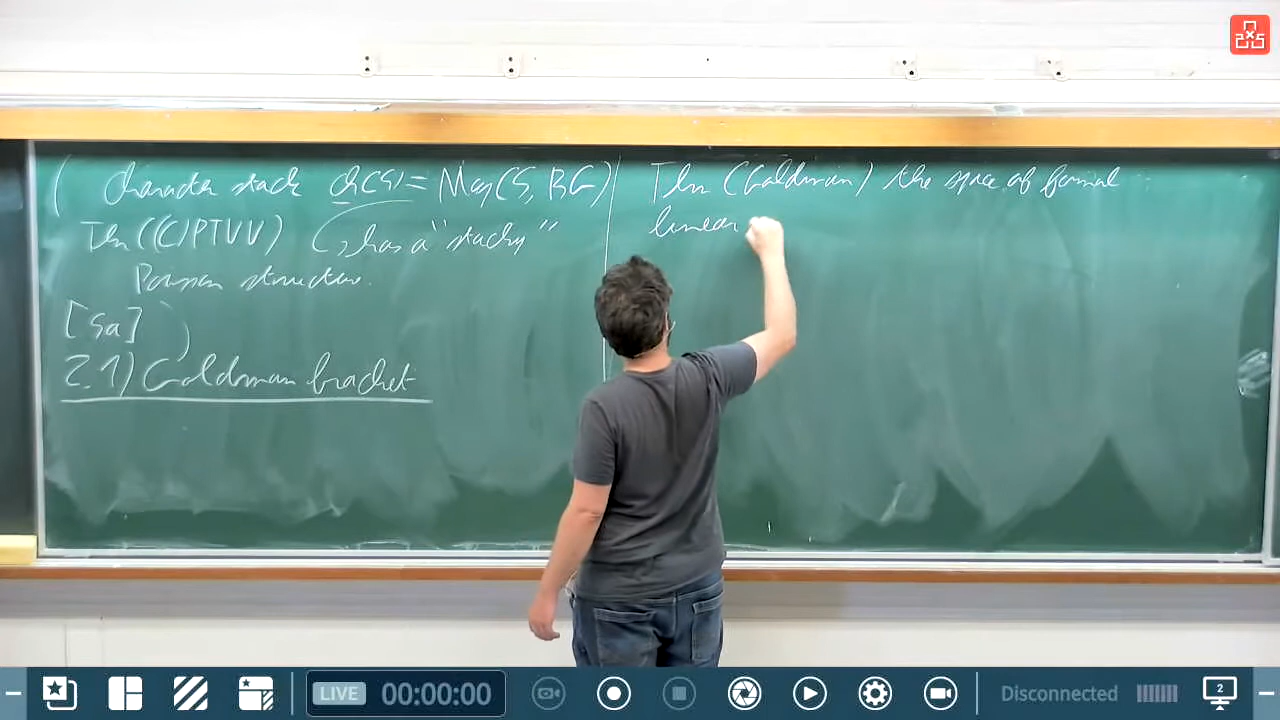 ( Character stack Ch(S) = Map(S, BG)
Thm ((C)PTVV) ↳ has a "stacky"
Poisson structure.
[Sa] )
2.1) Goldman bracket
Thm (Goldman) the space of formal
linear
LIVE 00:00:00
Disconnected
2